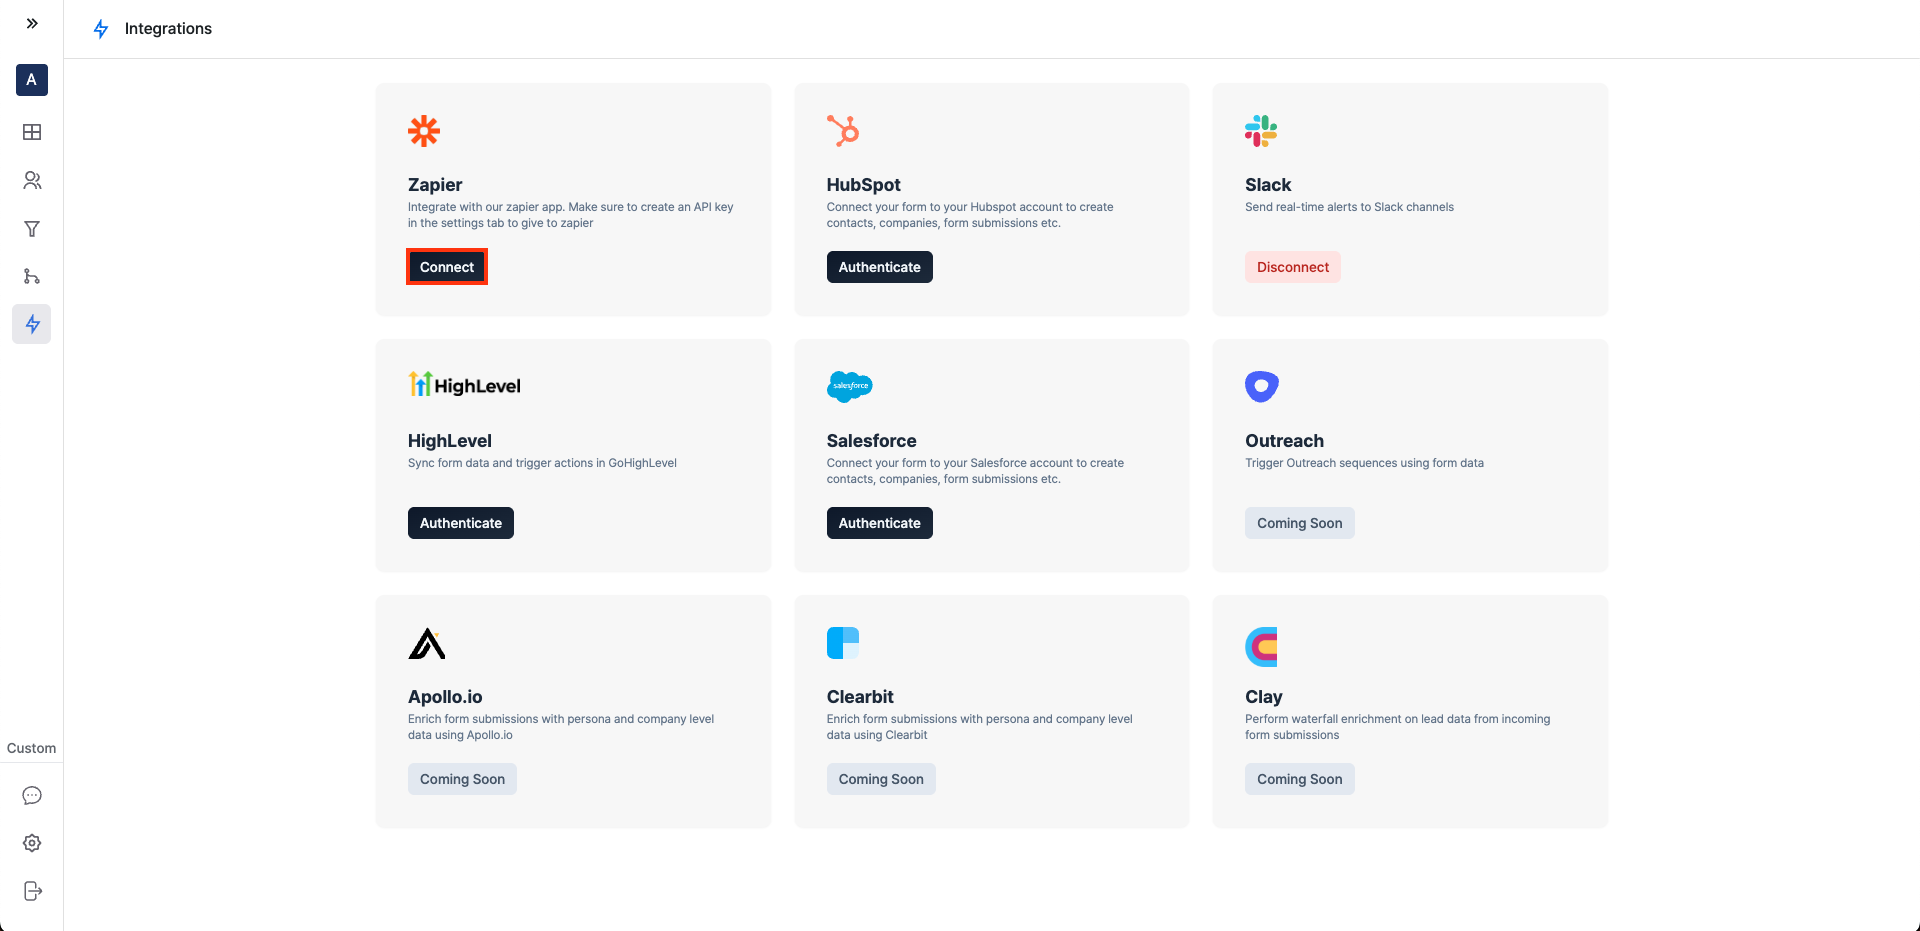 Integrations
A
Zapier
Integrate with our zapier app. Make sure to create an API key
in the settings tab to give to zapier
Connect
HubSpot
Connect your form to your Hubspot account to create
contacts, companies, form submissions etc.
Authenticate
Slack
Send real-time alerts to Slack channels
Disconnect
HighLevel
HighLevel
Sync form data and trigger actions in GoHighLevel
Authenticate
salesforce
Salesforce
Connect your form to your Salesforce account to create
contacts, companies, form submissions etc.
Authenticate
Outreach
Trigger Outreach sequences using form data
Coming Soon
Apollo.io
Enrich form submissions with persona and company level
data using Apollo.io
Coming Soon
Clearbit
Enrich form submissions with persona and company level
data using Clearbit
Coming Soon
Clay
Perform waterfall enrichment on lead data from incoming
form submissions
Coming Soon
Custom